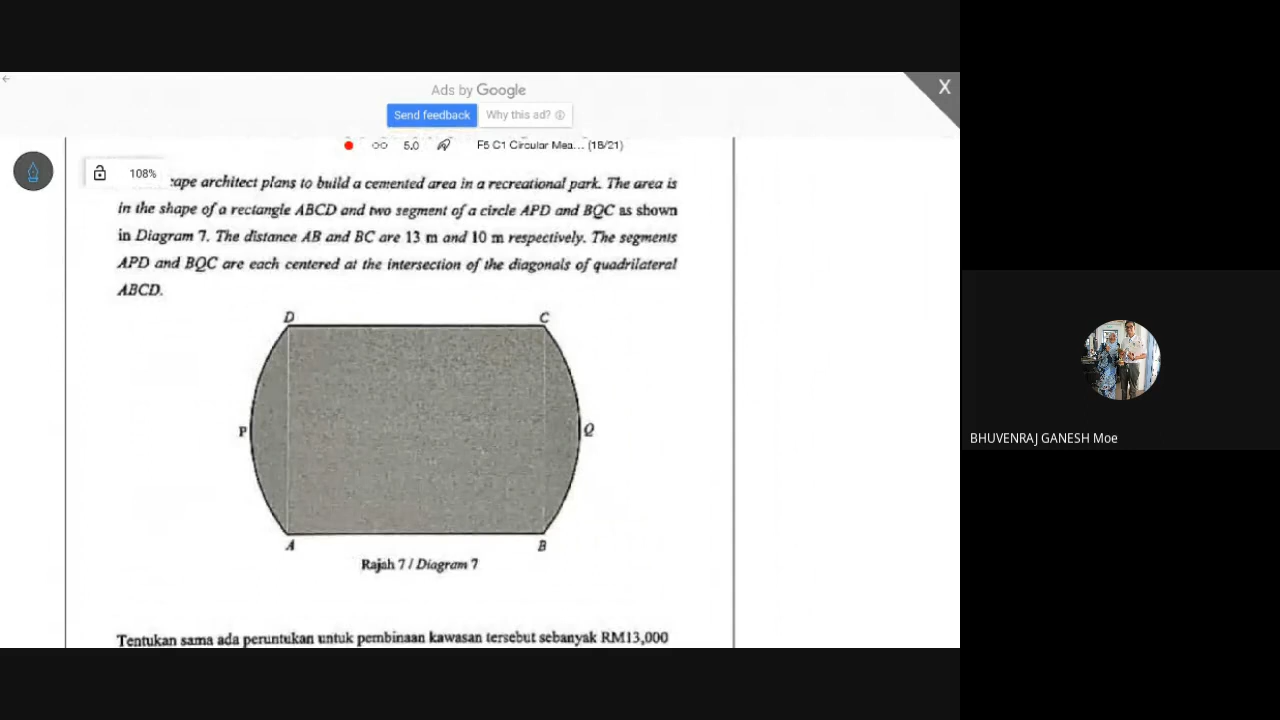 Ads by Google
Send feedback Why this ad?
5.0 F5 C1 Circular Mea... (18/21)
108%
architect plans to build a cemented area in a recreational park. The area is
in the shape of a rectangle ABCD and two segment of a circle APD and BQC as shown
in Diagram 7. The distance AB and BC are 13 m and 10 m respectively. The segments
APD and BQC are each centered at the intersection of the diagonals of quadrilateral
ABCD.
D C
P Q
A B
Rajah 7 / Diagram 7
Tentukan sama ada peruntukan untuk pembinaan kawasan tersebut sebanyak RM13,000
X
BHUVENRAJ GANESH Moe